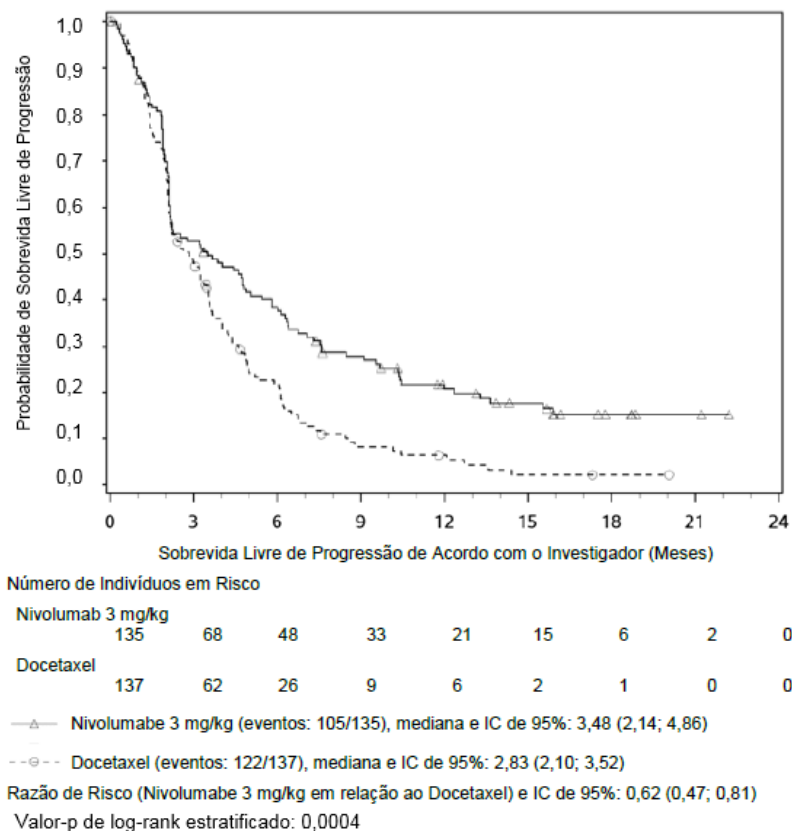 Probabilidade de Sobrevida Livre de Progressão
1,0
0,9
0,8
0,7
0,6
0,5
0,4
0,3
0,2
0,1
0,0
0 3 6 9 12 15 18 21 24
Sobrevida Livre de Progressão de Acordo com o Investigador (Meses)
Número de Indivíduos em Risco
Nivolumab 3 mg/kg
135 68 48 33 21 15 6 2 0
Docetaxel
137 62 26 9 6 2 1 0 0
Nivolumabe 3 mg/kg (eventos: 105/135), mediana e IC de 95%: 3,48 (2,14; 4,86)
Docetaxel (eventos: 122/137), mediana e IC de 95%: 2,83 (2,10; 3,52)
Razão de Risco (Nivolumabe 3 mg/kg em relação ao Docetaxel) e IC de 95%: 0,62 (0,47; 0,81)
Valor-p de log-rank estratificado: 0,0004